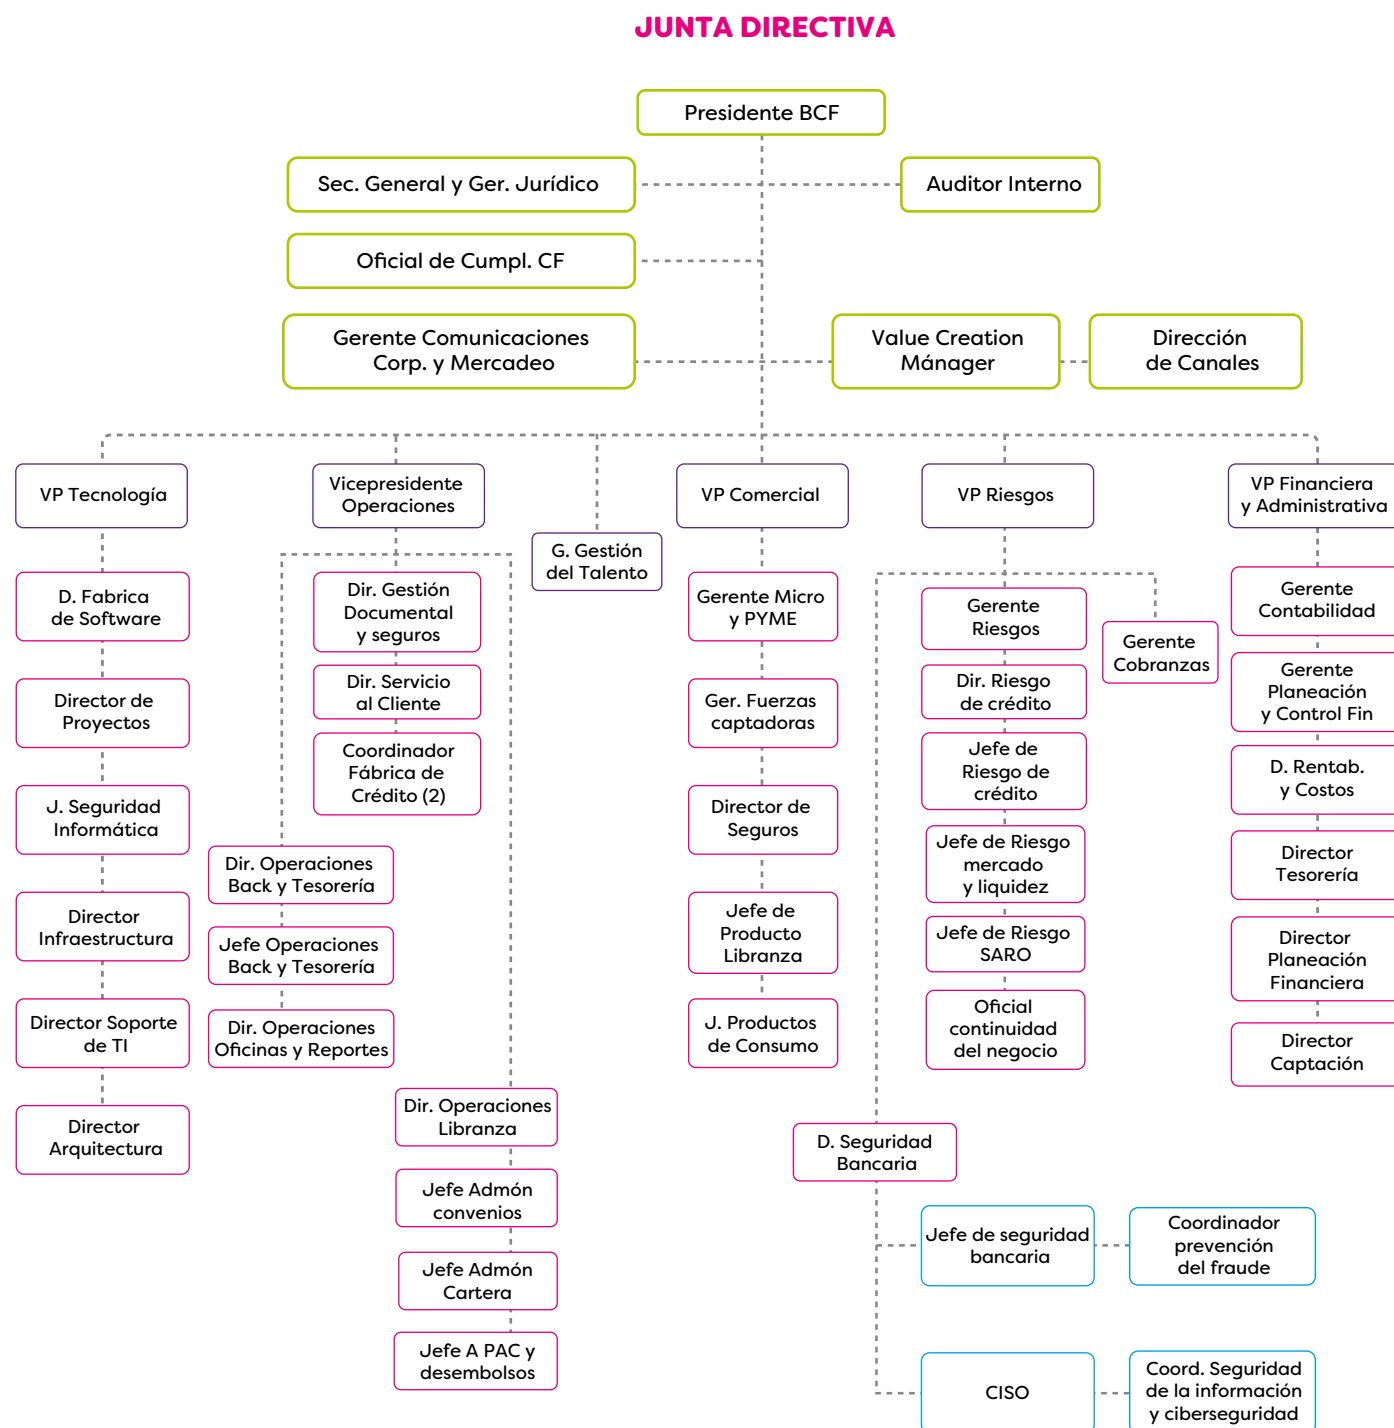 JUNTA DIRECTIVA
Presidente BCF
Sec. General y Ger. Jurídico
Auditor Interno
Oficial de Cumpl. CF
Gerente Comunicaciones
Corp. y Mercadeo
Value Creation
Mánager
Dirección
de Canales
VP Tecnología
D. Fabrica
de Software
Director de
Proyectos
J. Seguridad
Informática
Director
Infraestructura
Director Soporte
de TI
Director
Arquitectura
Vicepresidente
Operaciones
Dir. Gestión
Documental
y seguros
Dir. Servicio
al Cliente
Coordinador
Fábrica de
Crédito (2)
Dir. Operaciones
Back y Tesorería
Jefe Operaciones
Back y Tesorería
Dir. Operaciones
Oficinas y Reportes
Dir. Operaciones
Libranza
Jefe Admón
convenios
Jefe Admón
Cartera
Jefe A PAC y
desembolsos
G. Gestión
del Talento
VP Comercial
Gerente Micro
y PYME
Ger. Fuerzas
captadoras
Director de
Seguros
Jefe de
Producto
Libranza
J. Productos
de Consumo
VP Riesgos
Gerente
Riesgos
Dir. Riesgo
de crédito
Jefe de
Riesgo de
crédito
Jefe de Riesgo
mercado
y liquidez
Jefe de Riesgo
SARO
Oficial
continuidad
del negocio
Gerente
Cobranzas
D. Seguridad
Bancaria
Jefe de seguridad
bancaria
Coordinador
prevención
del fraude
CISO
Coord. Seguridad
de la información
y ciberseguridad
VP Financiera
y Administrativa
Gerente
Contabilidad
Gerente
Planeación
y Control Fin
D. Rentab.
y Costos
Director
Tesorería
Director
Planeación
Financiera
Director
Captación